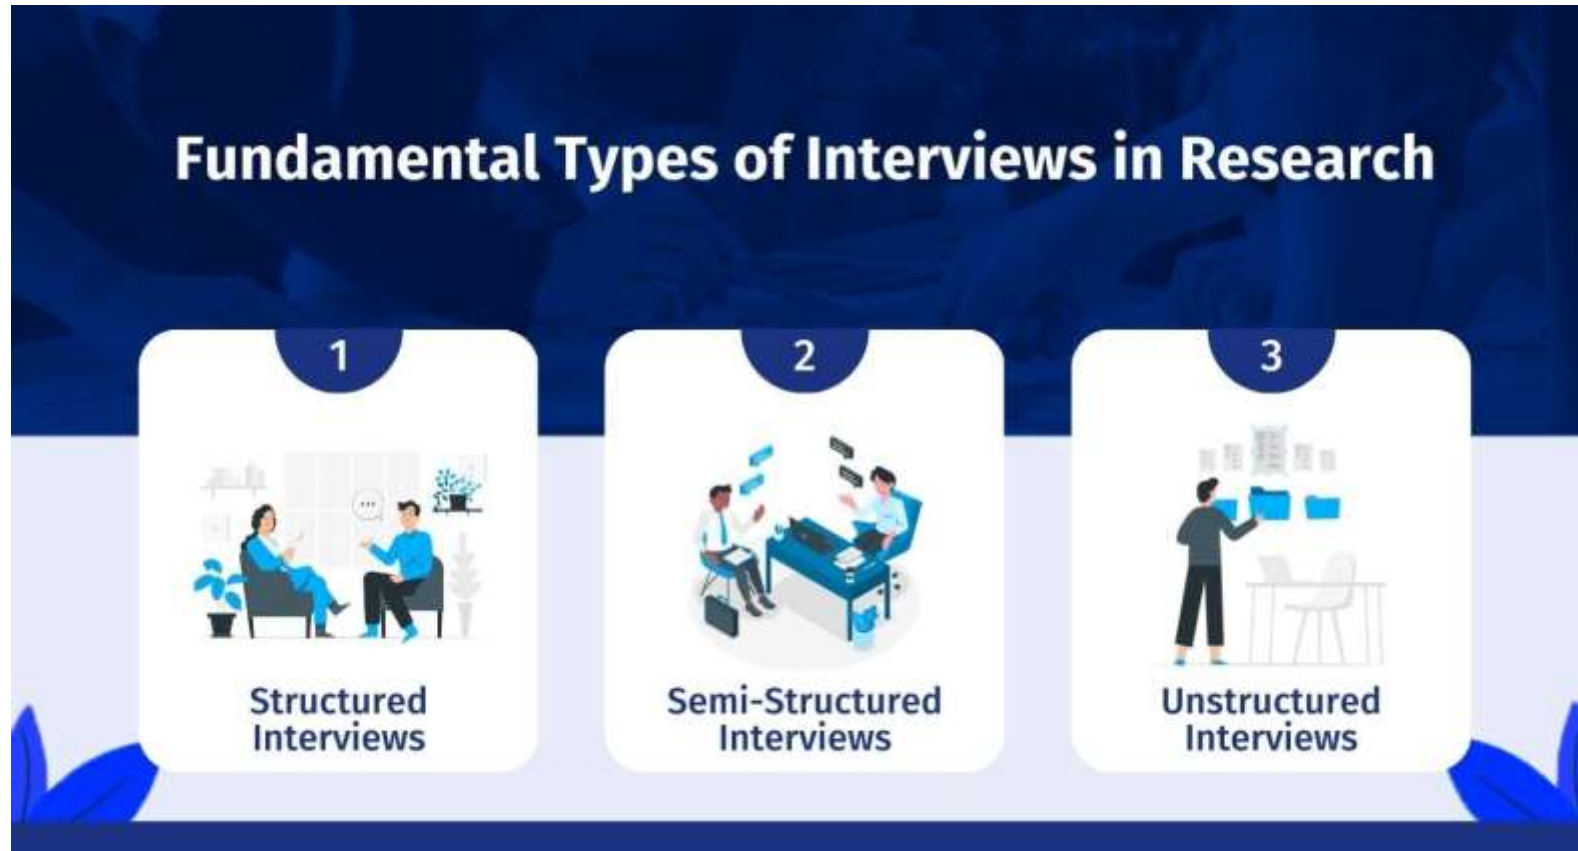 Fundamental Types of Interviews in Research
1
Structured
Interviews
2
Semi-Structured
Interviews
3
Unstructured
Interviews